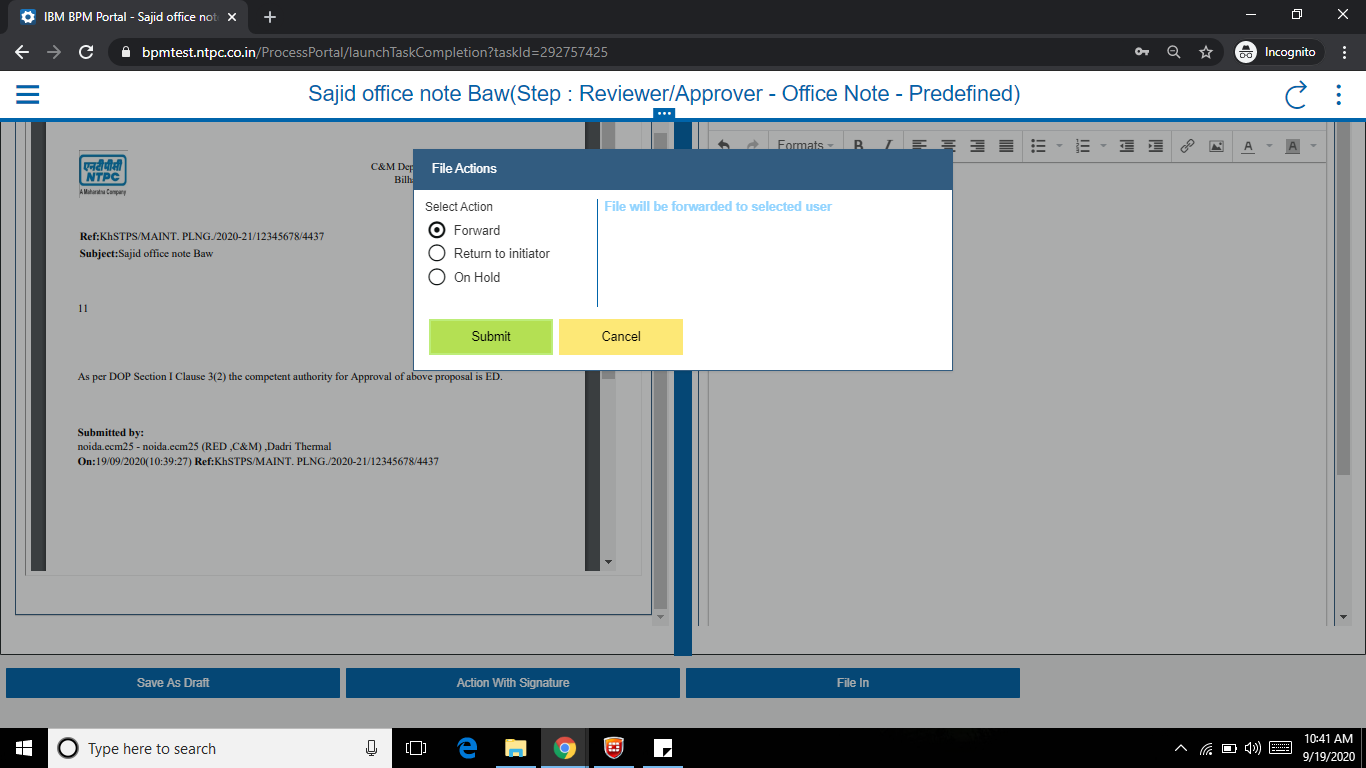 IBM BPM Portal - Sajid office not
bpmtest.ntpc.co.in/ProcessPortal/launchTaskCompletion?taskId=292757425
Incognito
Sajid office note Baw(Step : Reviewer/Approver - Office Note - Predefined)
Formats
B
I
A
A
एनटीपीसी
NTPC
A Maharatna Company
C&M Dep
Bilha
Ref:KhSTPS/MAINT. PLNG./2020-21/12345678/4437
Subject:Sajid office note Baw
11
As per DOP Section I Clause 3(2) the competent authority for Approval of above proposal is ED.
Submitted by:
noida.ecm25 - noida.ecm25 (RED ,C&M) ,Dadri Thermal
On:19/09/2020(10:39:27) Ref:KhSTPS/MAINT. PLNG./2020-21/12345678/4437
File Actions
Select Action
Forward
Return to initiator
On Hold
File will be forwarded to selected user
Submit
Cancel
Save As Draft
Action With Signature
File In
Type here to search
10:41 AM
9/19/2020